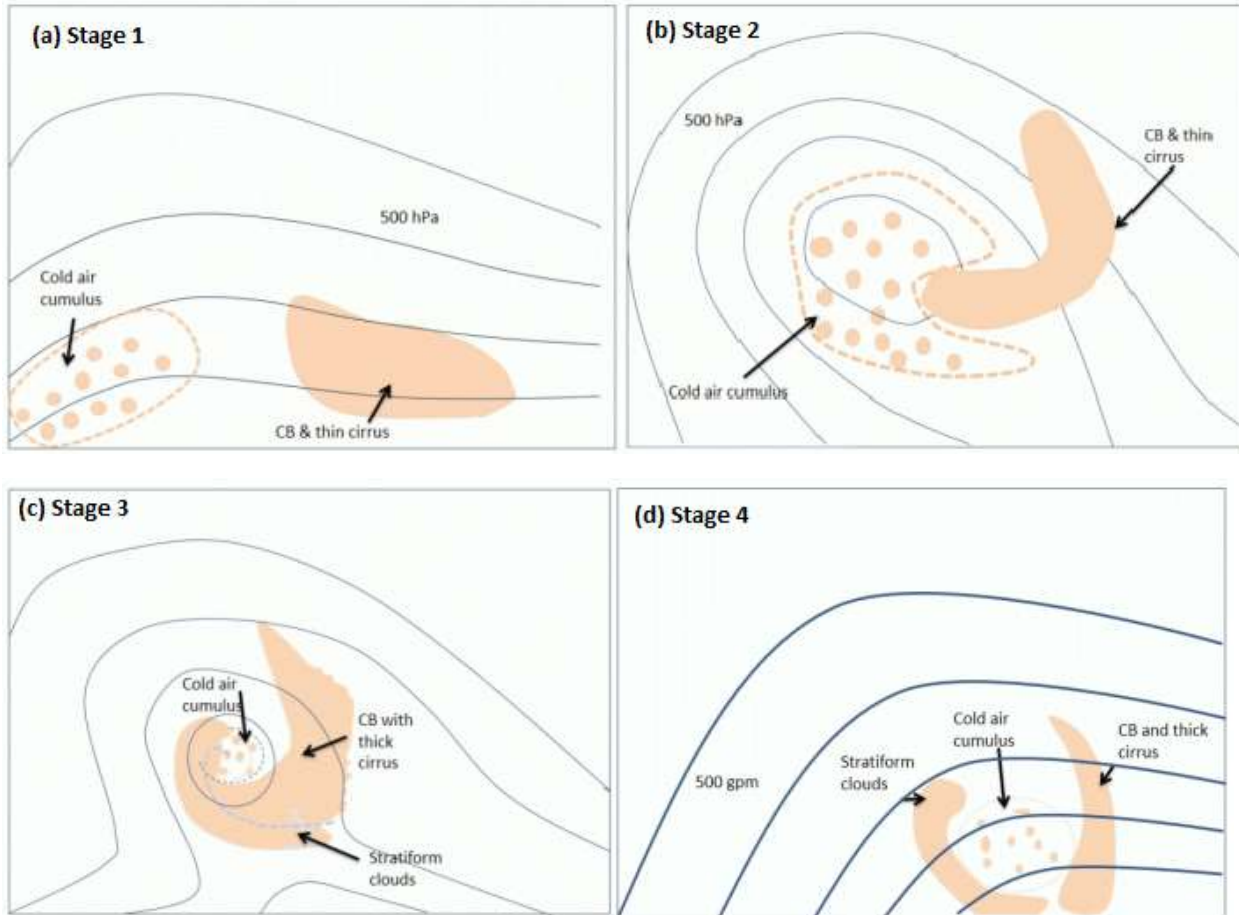 (a) Stage 1
500 hPa
Cold air
cumulus
CB & thin cirrus
(b) Stage 2
500 hPa
CB & thin
cirrus
Cold air cumulus
(c) Stage 3
Cold air
cumulus
CB with
thick
cirrus
Stratiform
clouds
(d) Stage 4
Cold air
cumulus
CB and thick
cirrus
Stratiform
clouds
500 gpm